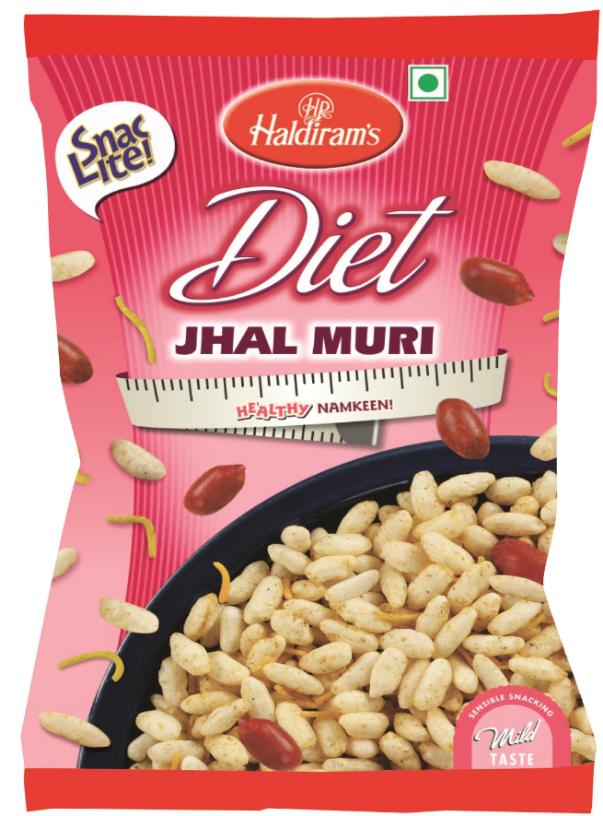 Snac
Lite!
HR
Haldiram's
Diet
JHAL MURI
HEALTHY NAMKEEN!
SENSIBLE SNACKING
Mild
TASTE